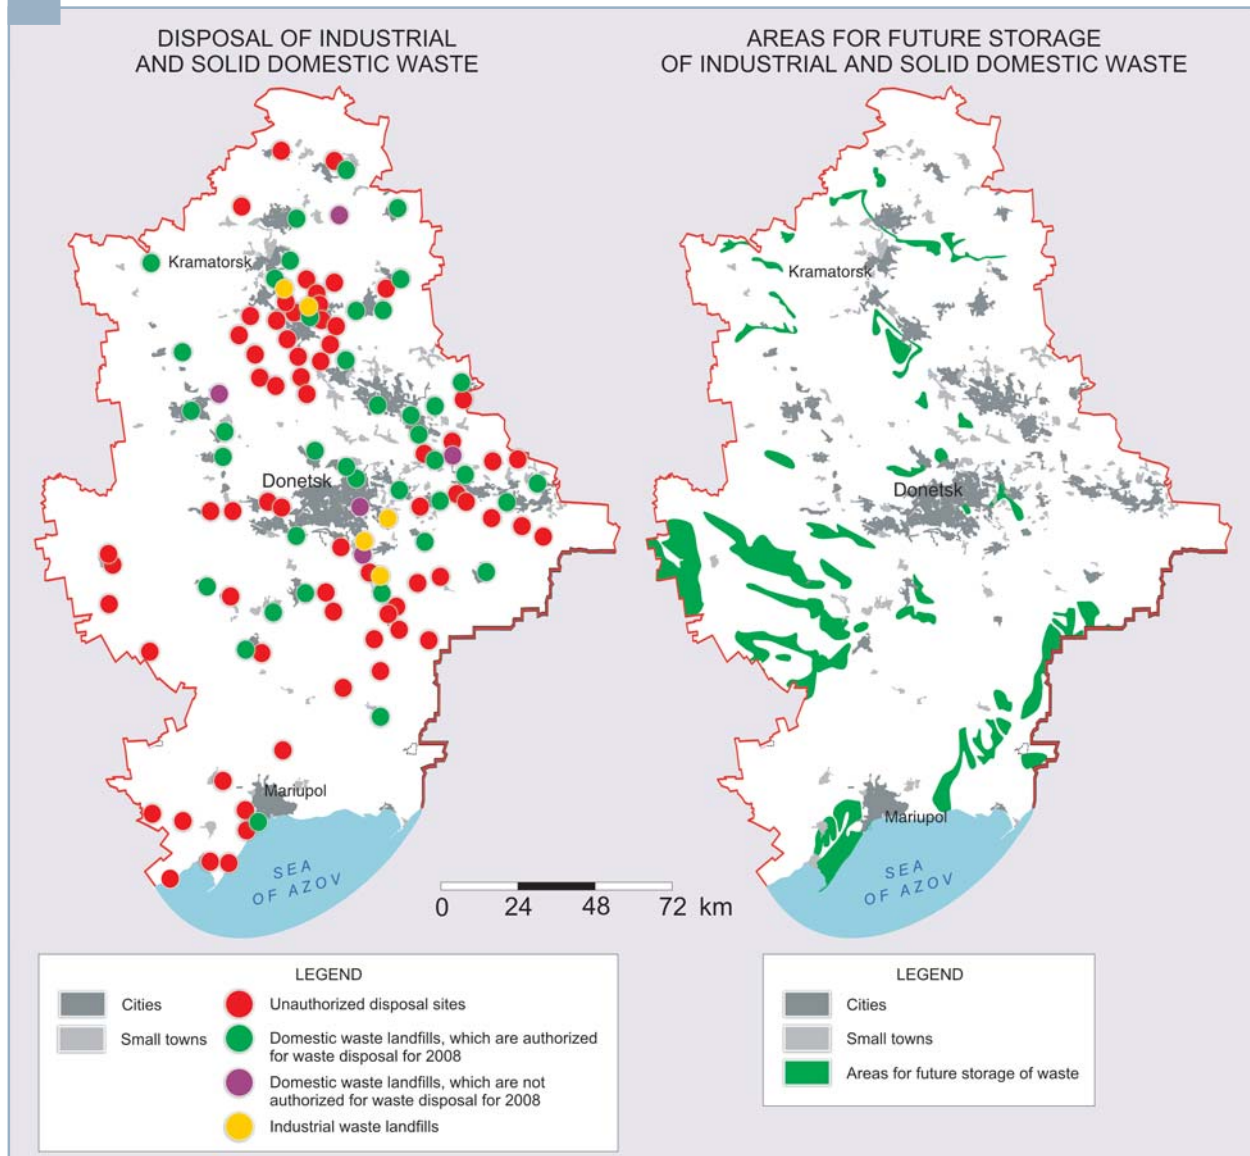 DISPOSAL OF INDUSTRIAL
AND SOLID DOMESTIC WASTE
Kramatorsk
Donetsk
Mariupol
SEA
OF AZOV
0 24 48 72 km
LEGEND
Cities
Small towns
Unauthorized disposal sites
Domestic waste landfills, which are authorized
for waste disposal for 2008
Domestic waste landfills, which are not
authorized for waste disposal for 2008
Industrial waste landfills
AREAS FOR FUTURE STORAGE
OF INDUSTRIAL AND SOLID DOMESTIC WASTE
Kramatorsk
Donetsk
Mariupol
SEA
OF AZOV
LEGEND
Cities
Small towns
Areas for future storage of waste